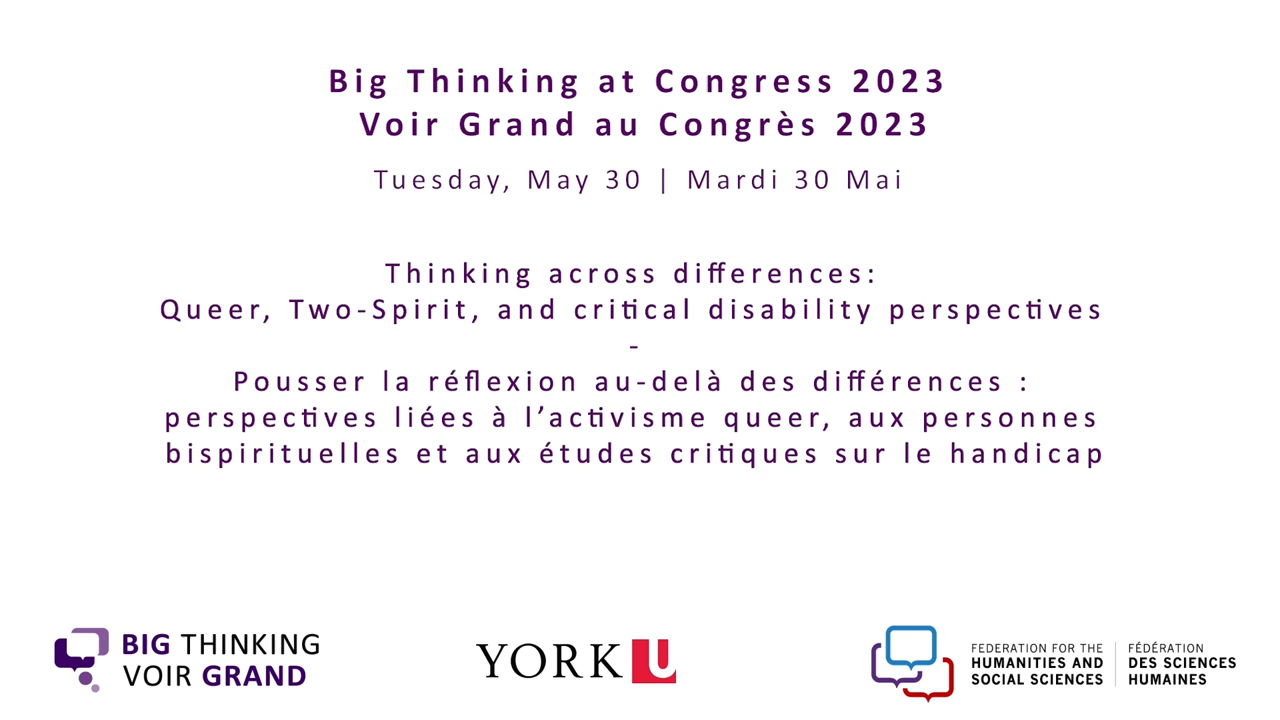 Big Thinking at Congress 2023
Voir Grand au Congrès 2023
Tuesday, May 30 | Mardi 30 Mai
Thinking across differences:
Queer, Two-Spirit, and critical disability perspectives
-
Pousser la réflexion au-delà des différences :
perspectives liées à l’activisme queer, aux personnes
bispirituelles et aux études critiques sur le handicap
BIG THINKING
VOIR GRAND
YORK U
FEDERATION FOR THE
HUMANITIES AND
SOCIAL SCIENCES
FÉDÉRATION
DES SCIENCES
HUMAINES